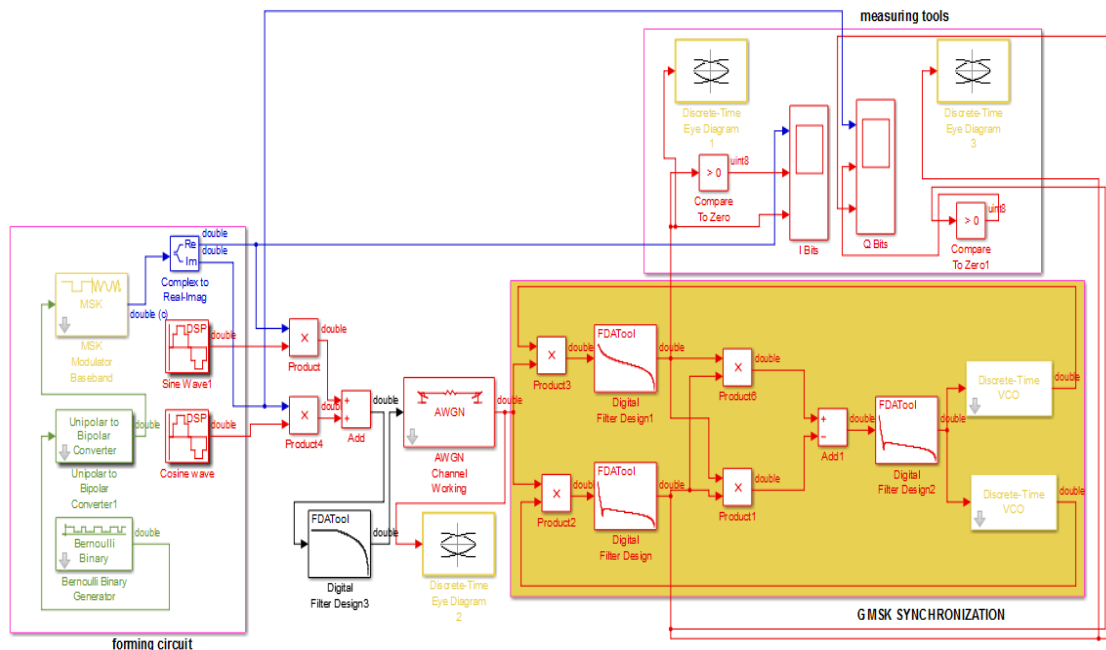 measuring tools
Discrete-Time
Eye Diagram
1
Discrete-Time
Eye Diagram
3
> 0
uint8
Compare
To Zero
I Bits
Q Bits
> 0
uint8
Compare
To Zero1
double
Re
double
Im
Complex to
Real-Imag
MSK
double (c)
MSK
Modulator
Baseband
DSP
double
Sine Wave1
Unipolar to
Bipolar
Converter
double
Unipolar to
Bipolar
Converter1
DSP
double
Cosine wave
Bernoulli
Binary
double
Bernoulli Binary
Generator
forming circuit
X
double
Product
X
double
Product4
+
+
double
Add
AWGN
double
AWGN
Channel
Working
FDATool
double
Digital
Filter Design3
Discrete-Time
Eye Diagram
2
X
double
Product3
FDATool
double
Digital
Filter Design1
X
double
Product2
FDATool
double
Digital
Filter Design
X
double
Product6
X
double
Product1
+
−
double
Add1
FDATool
double
Digital
Filter Design2
Discrete-Time
VCO
double
Discrete-Time
VCO
double
GMSK SYNCHRONIZATION